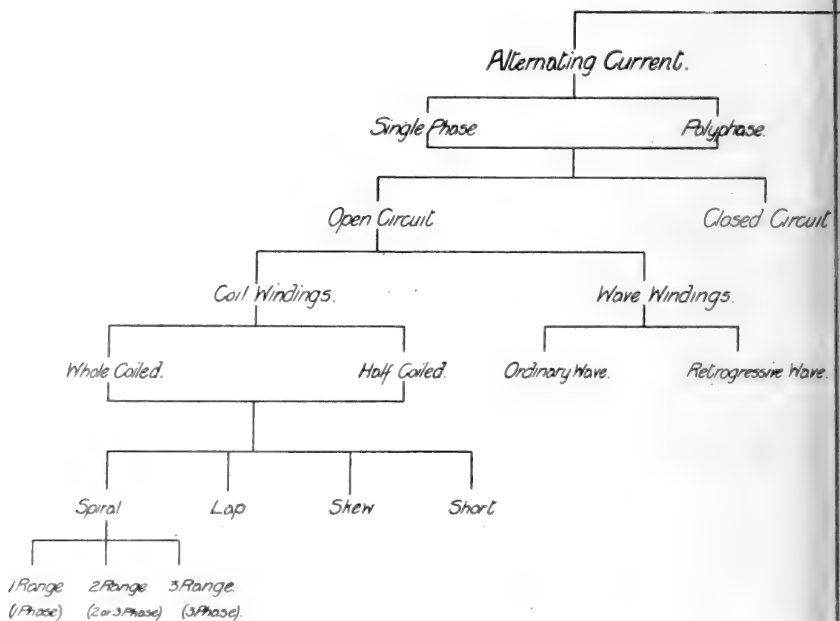 Alternating Current.
Single Phase
Polyphase.
Open Circuit
Closed Circuit
Coil Windings.
Wave Windings.
Whole Coiled.
Half Coiled.
Ordinary Wave.
Retrogressive Wave.
Spiral
Lap
Skew
Short
1 Range
2 Range
3 Range.
(1 Phase)
(2 or 3 Phase)
(3 Phase).